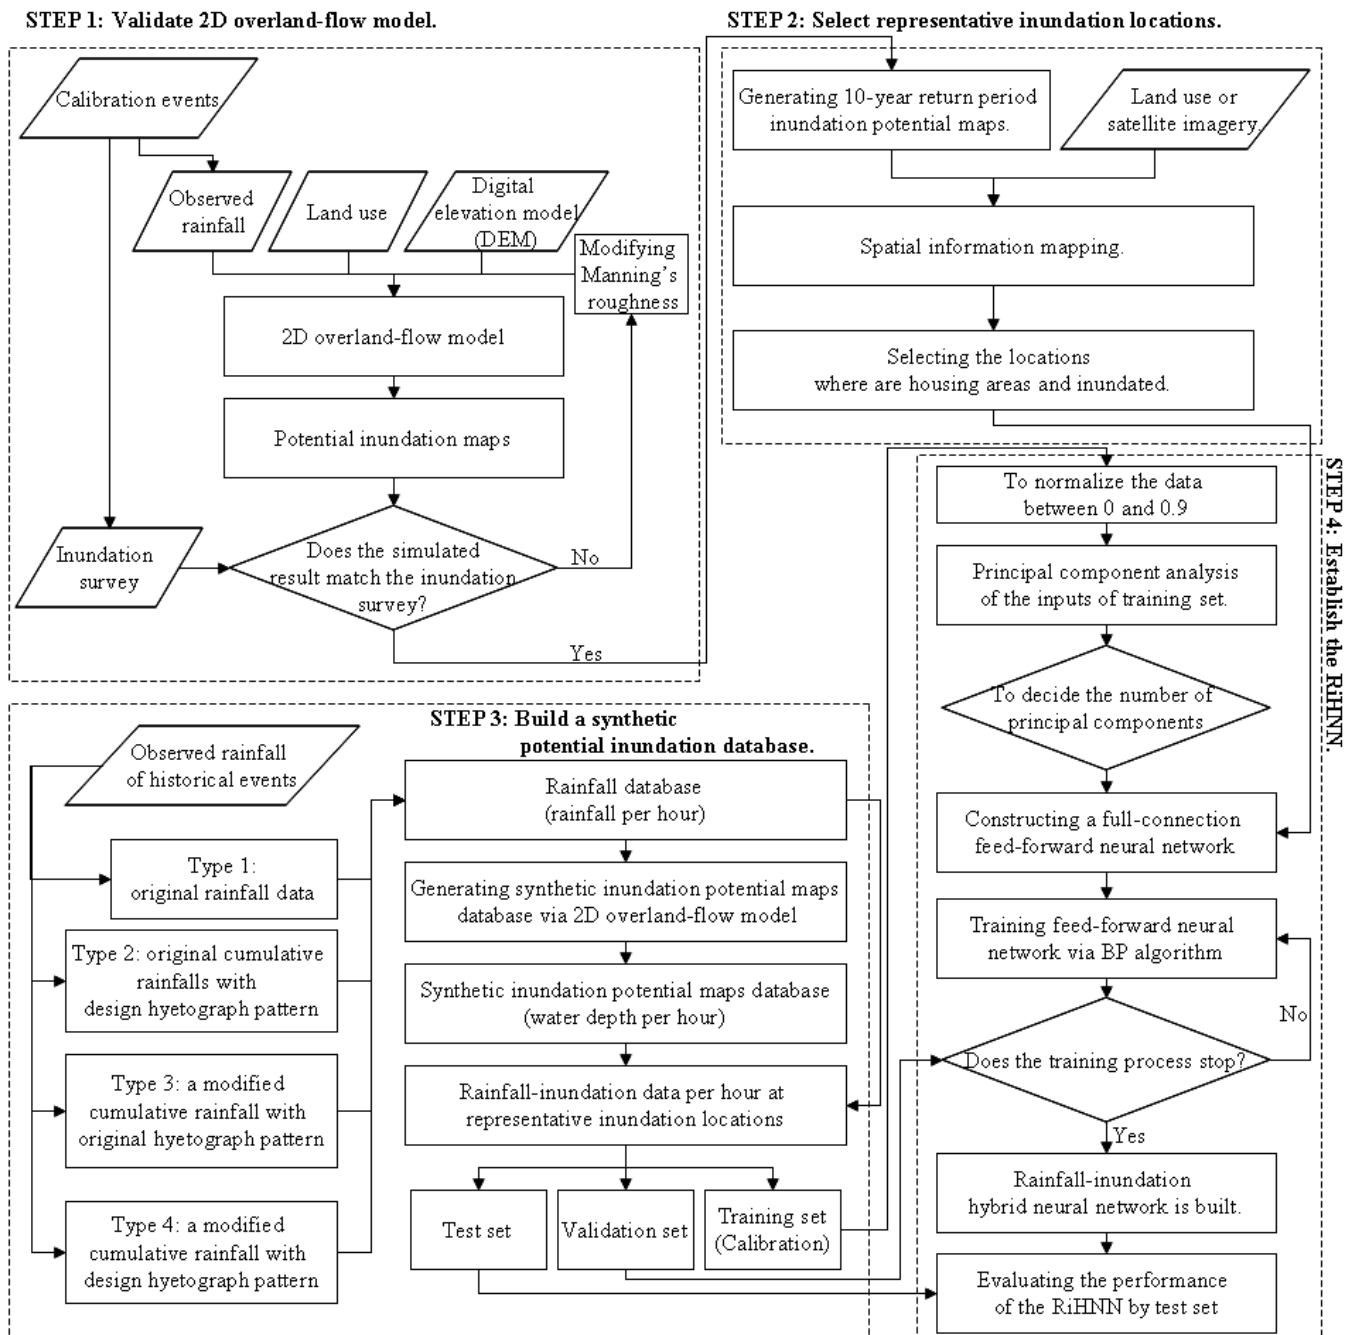 STEP 1: Validate 2D overland-flow model.
Calibration events
Observed
rainfall
Land use
Digital
elevation model
(DEM)
Modifying
Manning's
roughness
2D overland-flow model
Potential inundation maps
Inundation
survey
Does the simulated
result match the inundation
survey?
No
Yes
STEP 2: Select representative inundation locations.
Generating 10-year return period
inundation potential maps.
Land use or
satellite imagery.
Spatial information mapping.
Selecting the locations
where are housing areas and inundated.
STEP 3: Build a synthetic
potential inundation database.
Observed rainfall
of historical events
Type 1:
original rainfall data
Type 2: original cumulative
rainfalls with
design hyetograph pattern
Type 3: a modified
cumulative rainfall with
original hyetograph pattern
Type 4: a modified
cumulative rainfall with
design hyetograph pattern
Rainfall database
(rainfall per hour)
Generating synthetic inundation potential maps
database via 2D overland-flow model
Synthetic inundation potential maps database
(water depth per hour)
Rainfall-inundation data per hour at
representative inundation locations
Test set
Validation set
Training set
(Calibration)
STEP 4: Establish the RiHNN.
To normalize the data
between 0 and 0.9
Principal component analysis
of the inputs of training set.
To decide the number of
principal components
Constructing a full-connection
feed-forward neural network
Training feed-forward neural
network via BP algorithm
Does the training process stop?
No
Yes
Rainfall-inundation
hybrid neural network is built.
Evaluating the performance
of the RiHNN by test set